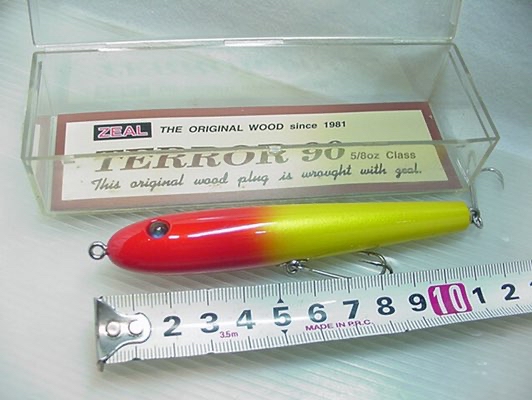 ZEAL THE ORIGINAL WOOD since 1981
TERROR 90 5/8oz Class
This original wood plug is wrought with zeal.
2 3 4 5 6 7 8 9 10 1 2
3.5m MADE IN P.R.C.